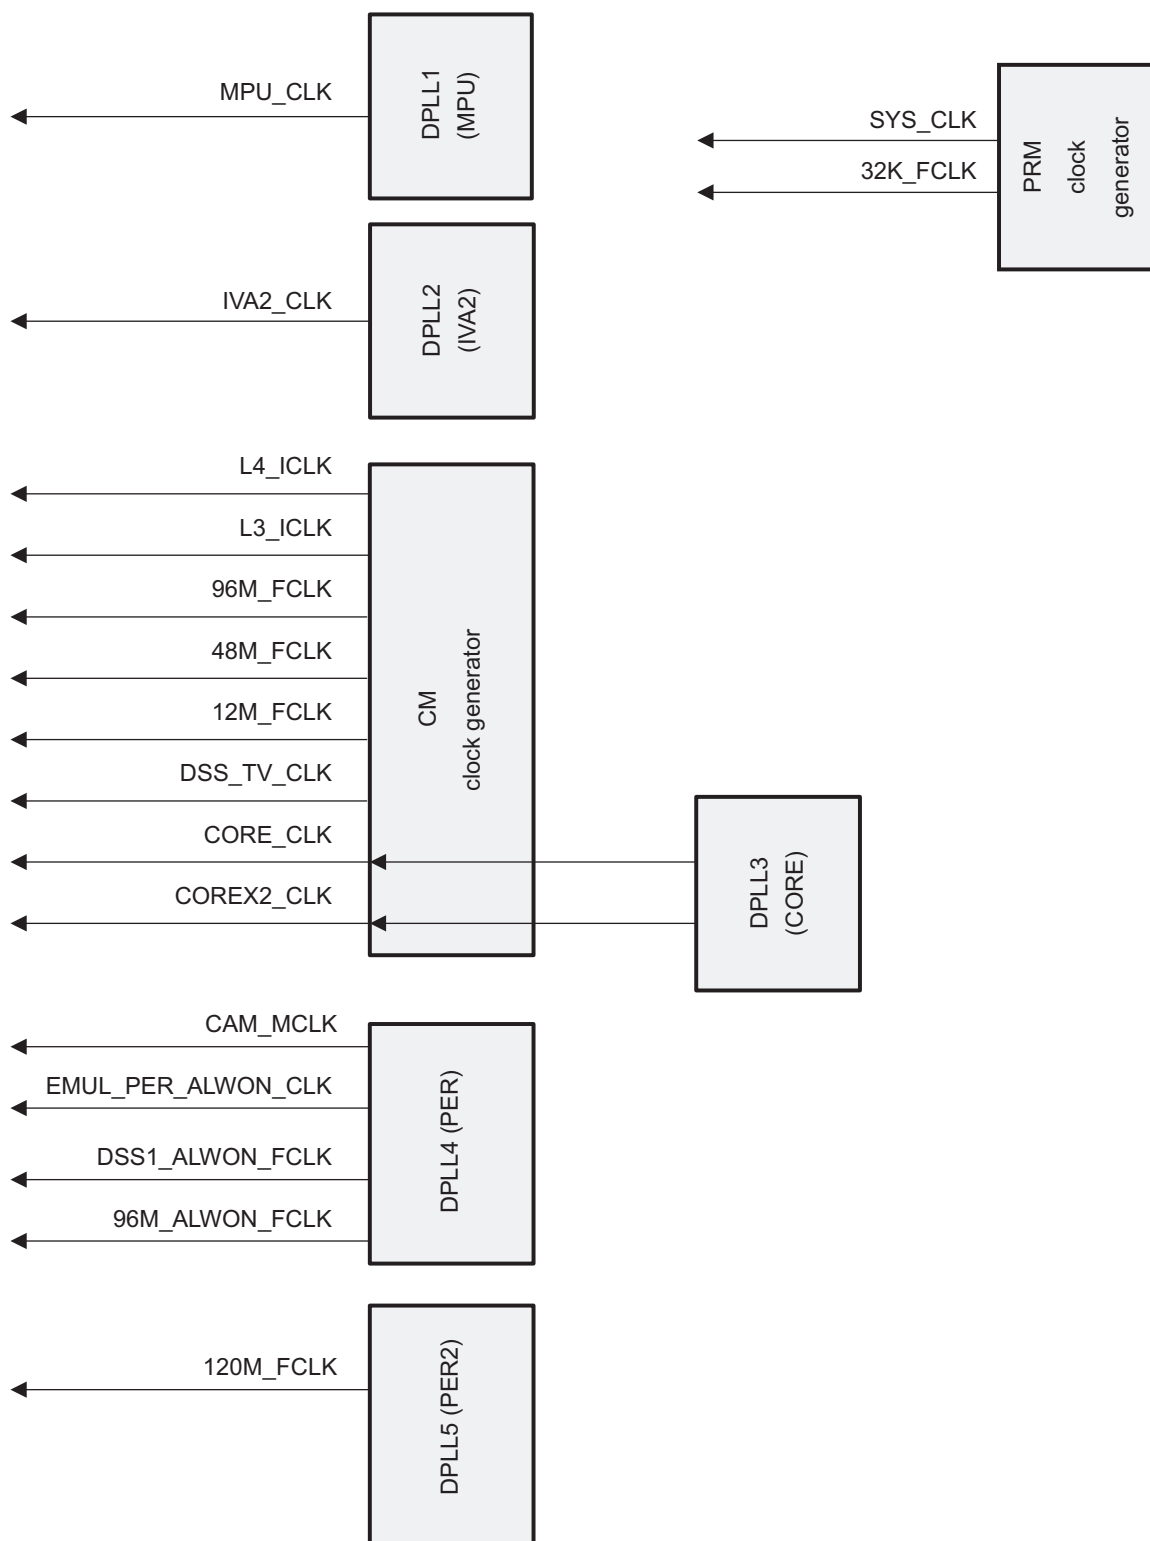 MPU_CLK
DPLL1
(MPU)
SYS_CLK
32K_FCLK
PRM
clock
generator
IVA2_CLK
DPLL2
(IVA2)
L4_ICLK
L3_ICLK
96M_FCLK
48M_FCLK
12M_FCLK
DSS_TV_CLK
CORE_CLK
COREX2_CLK
CM
clock generator
DPLL3
(CORE)
CAM_MCLK
EMUL_PER_ALWON_CLK
DSS1_ALWON_FCLK
96M_ALWON_FCLK
DPLL4 (PER)
120M_FCLK
DPLL5 (PER2)